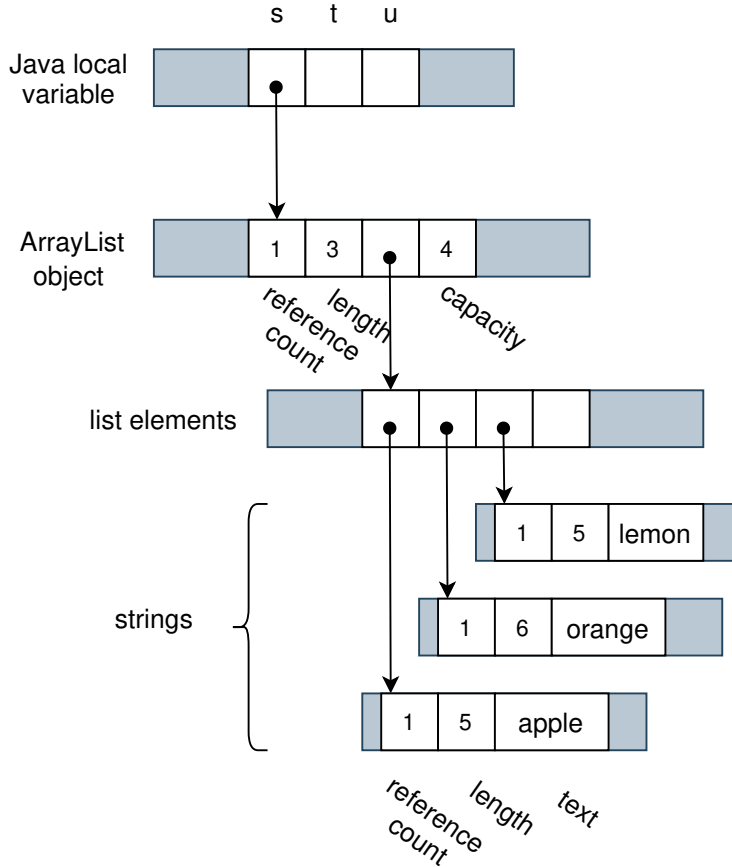 s t u
Java local
variable
ArrayList
object
1 3 4
reference
count
length
capacity
list elements
1 5 lemon
strings
1 6 orange
1 5 apple
reference
count
length
text